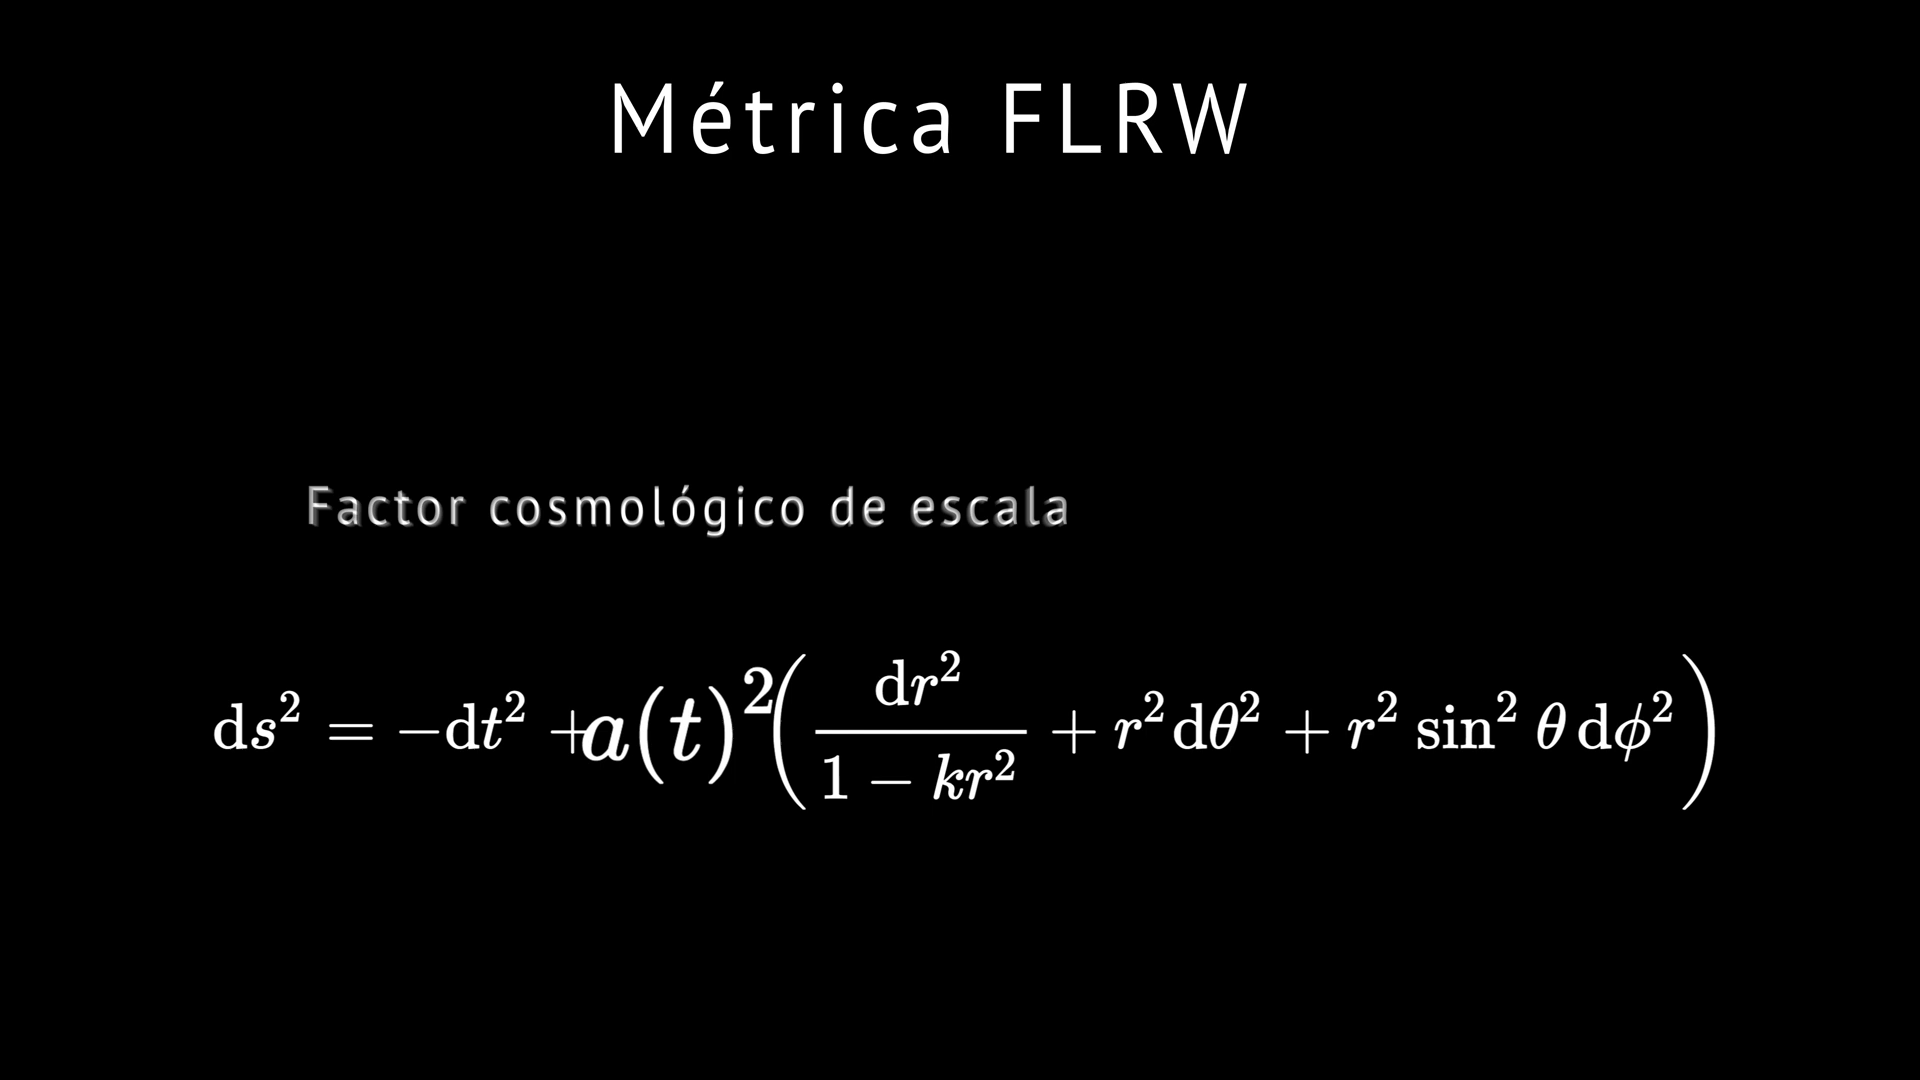 Métrica FLRW
Factor cosmológico de escala
ds² = −dt² + a(t)² ( dr² / (1 − kr²) + r²dθ² + r² sin² θ dϕ² )